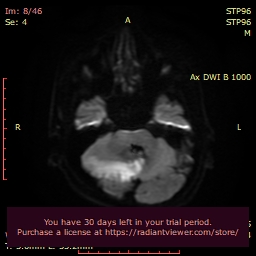 Im: 8/46
Se: 4
STP96
STP96
M
A
Ax DWI B 1000
R
L
You have 30 days left in your trial period.
Purchase a license at https://radiantviewer.com/store/